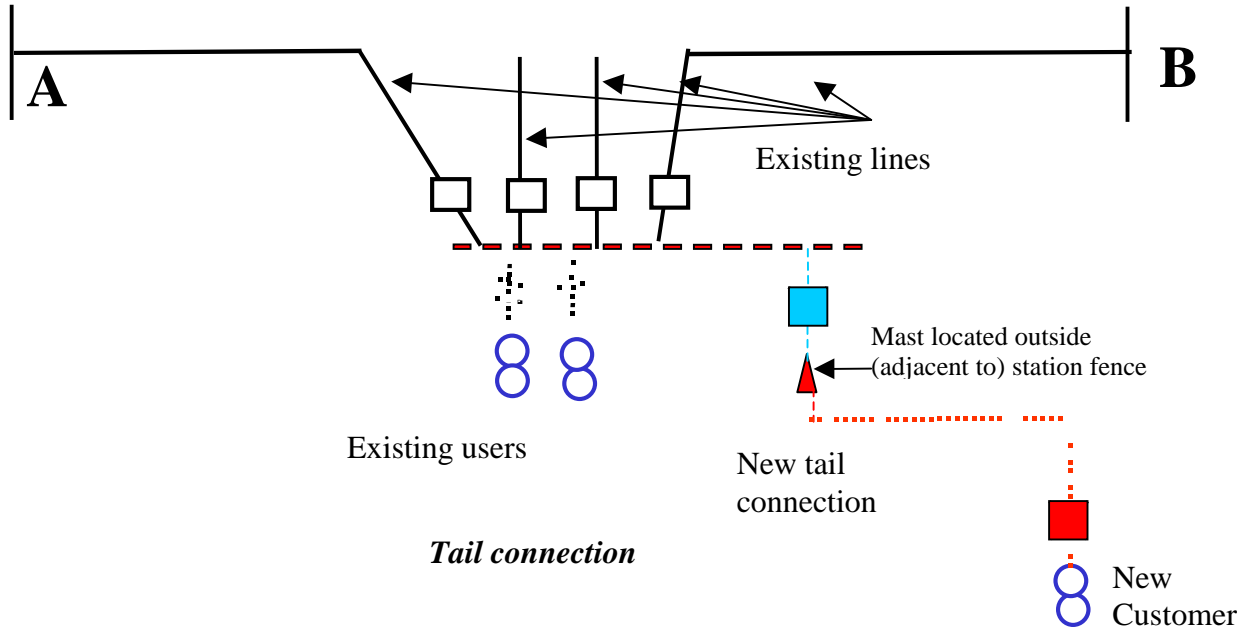 A
B
Existing lines
Mast located outside
(adjacent to) station fence
Existing users
New tail
connection
Tail connection
New
Customer